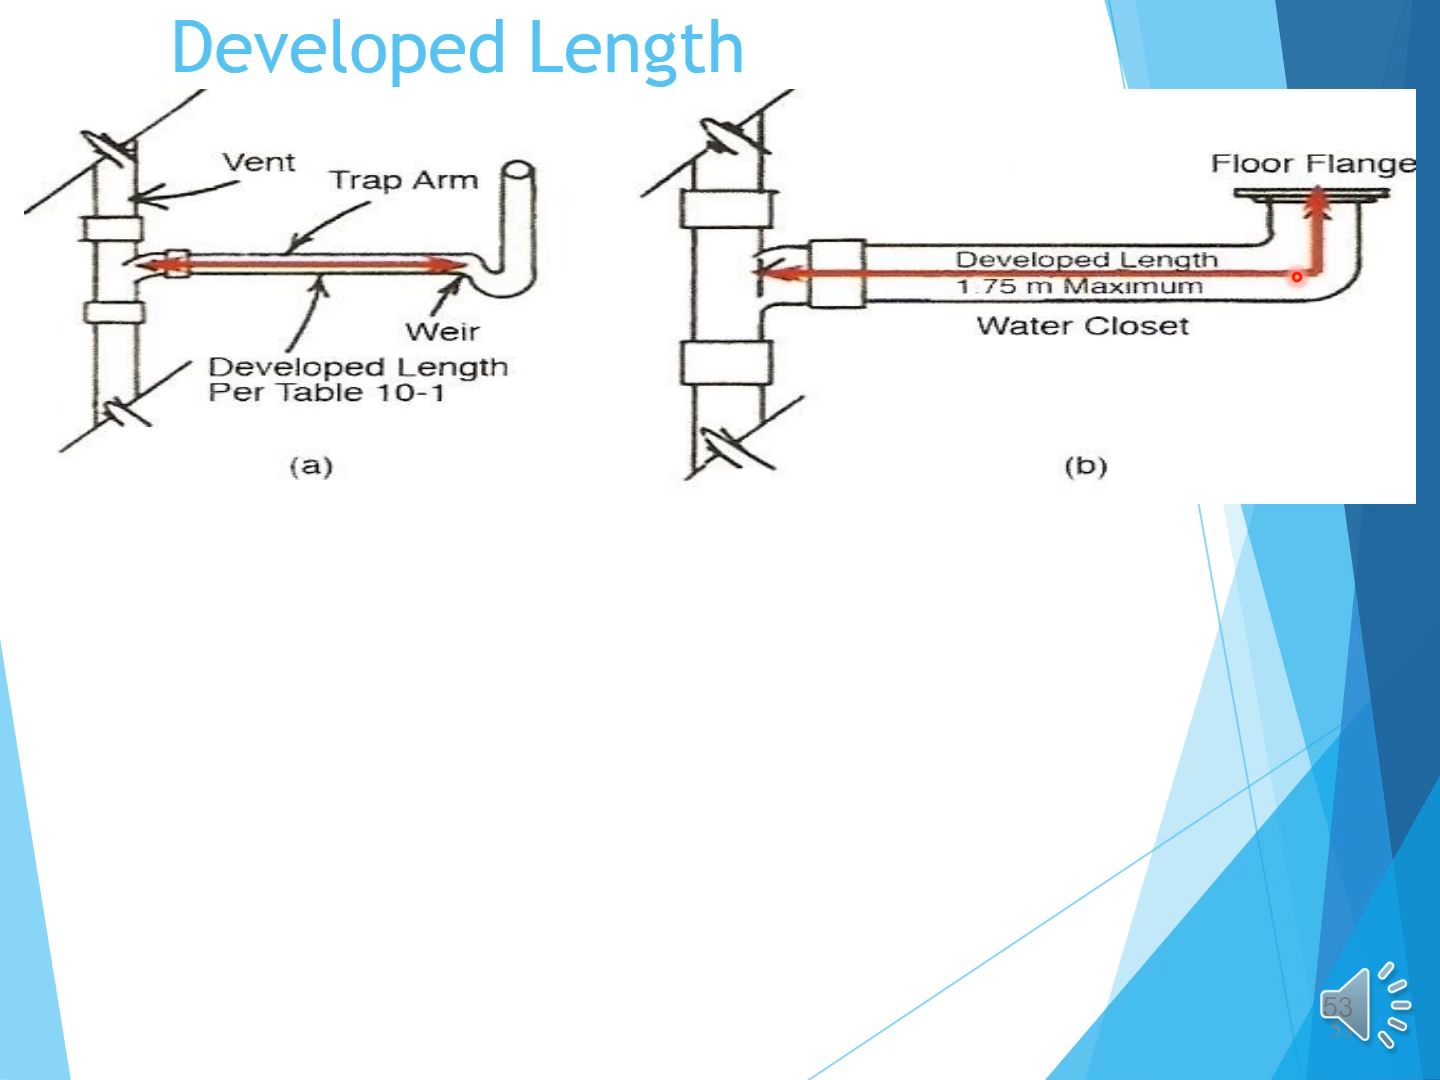 Developed Length
Vent
Trap Arm
Weir
Developed Length
Per Table 10-1
(a)
Floor Flange
Developed Length
1.75 m Maximum
Water Closet
(b)
53